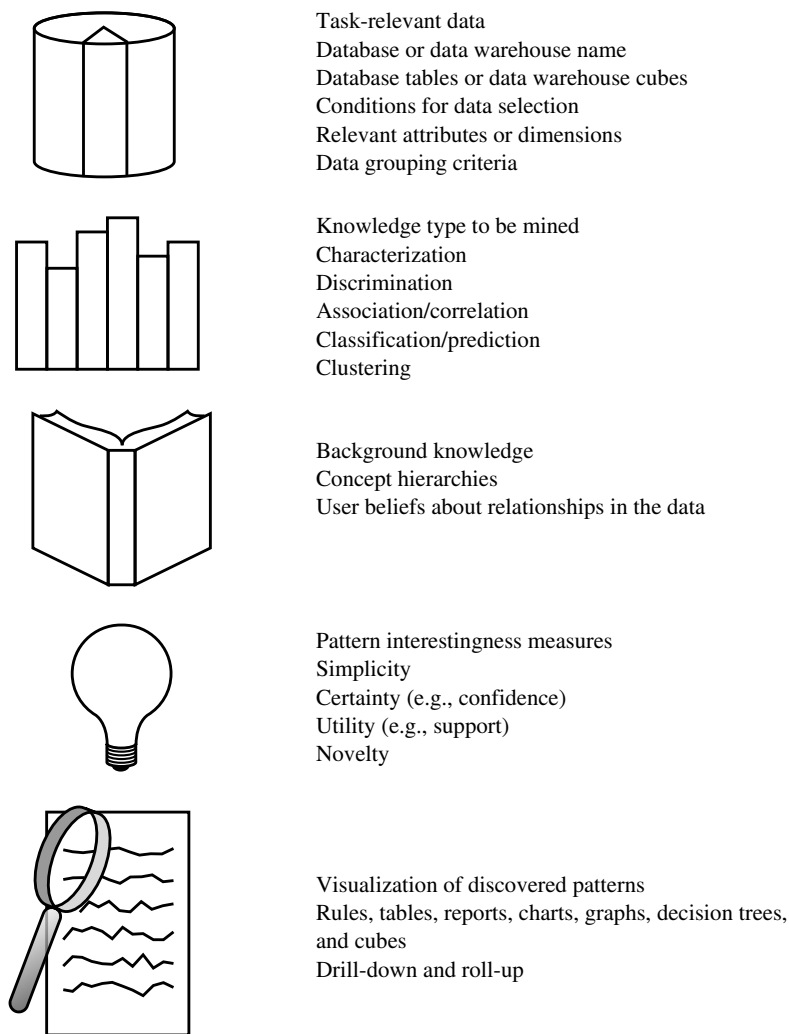 Task-relevant data
Database or data warehouse name
Database tables or data warehouse cubes
Conditions for data selection
Relevant attributes or dimensions
Data grouping criteria
Knowledge type to be mined
Characterization
Discrimination
Association/correlation
Classification/prediction
Clustering
Background knowledge
Concept hierarchies
User beliefs about relationships in the data
Pattern interestingness measures
Simplicity
Certainty (e.g., confidence)
Utility (e.g., support)
Novelty
Visualization of discovered patterns
Rules, tables, reports, charts, graphs, decision trees,
and cubes
Drill-down and roll-up